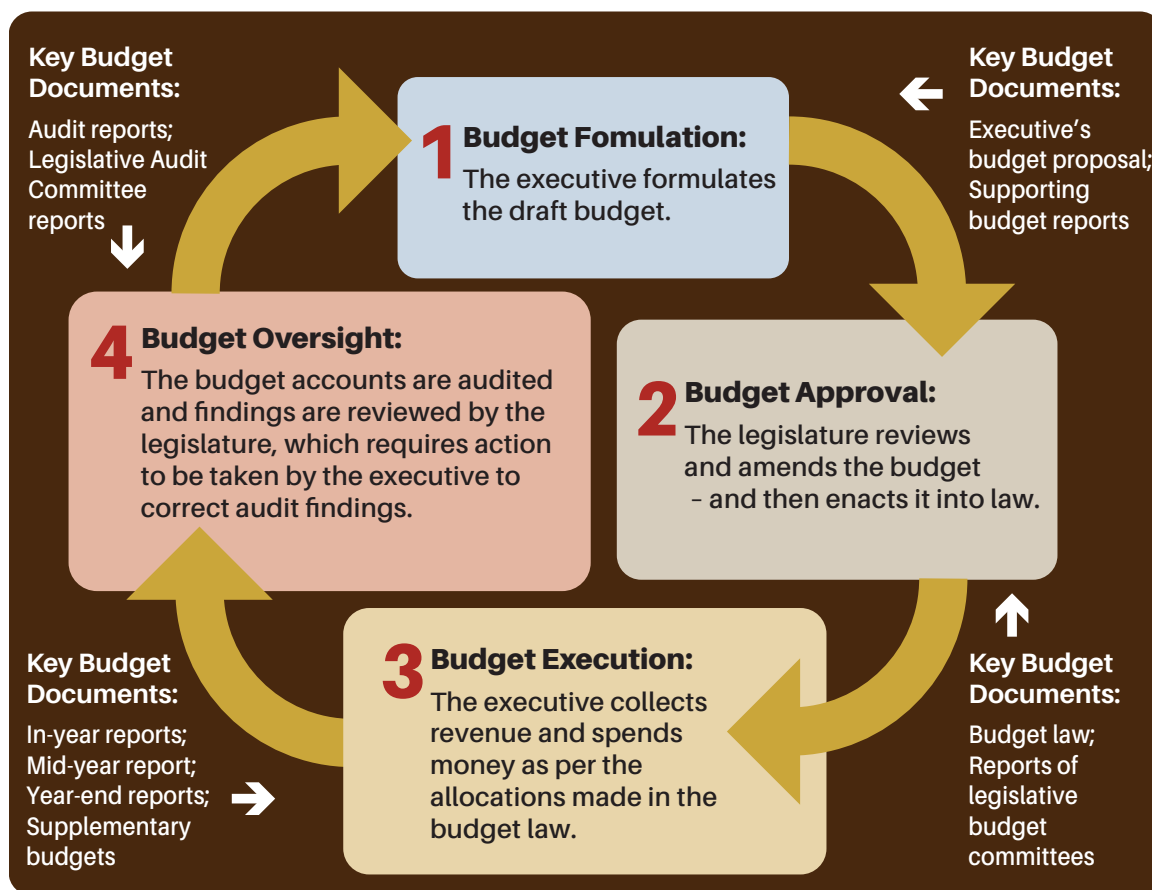 Key Budget
Documents:
Audit reports;
Legislative Audit
Committee
reports
1
Budget Fomulation:
The executive formulates
the draft budget.
Key Budget
Documents:
Executive’s
budget proposal;
Supporting
budget reports
4
Budget Oversight:
The budget accounts are audited
and findings are reviewed by the
legislature, which requires action
to be taken by the executive to
correct audit findings.
2
Budget Approval:
The legislature reviews
and amends the budget
– and then enacts it into law.
Key Budget
Documents:
In-year reports;
Mid-year report;
Year-end reports;
Supplementary
budgets
3
Budget Execution:
The executive collects
revenue and spends
money as per the
allocations made in the
budget law.
Key Budget
Documents:
Budget law;
Reports of
legislative
budget
committees